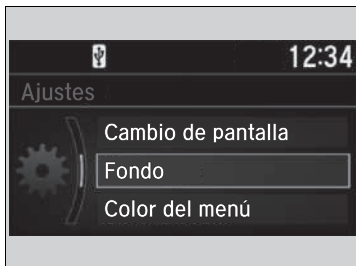 12:34
Ajustes
Cambio de pantalla
Fondo
Color del menú